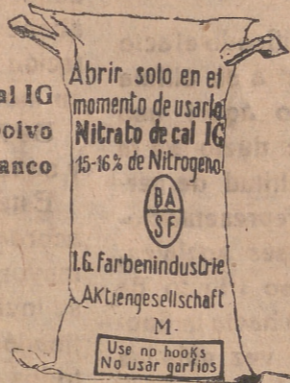 Abrir solo en el
momento de usarla
al IG
Nitrato de cal IG
polvo
anco
15-16% de Nitrogeno
BA
SF
I.G. Farbenindustrie
AKtiengesellschaft
M.
Use no hooks
No usar garfios